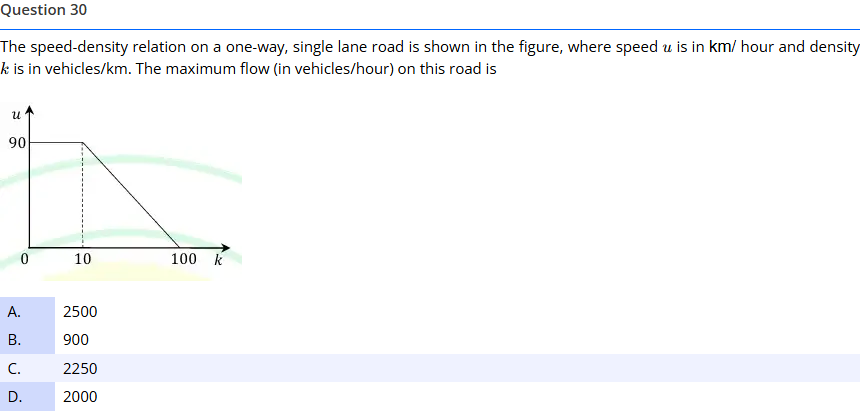 Question 30
The speed-density relation on a one-way, single lane road is shown in the figure, where speed u is in km/ hour and density
k is in vehicles/km. The maximum flow (in vehicles/hour) on this road is
u
90
0 10 100 k
A. 2500
B. 900
C. 2250
D. 2000